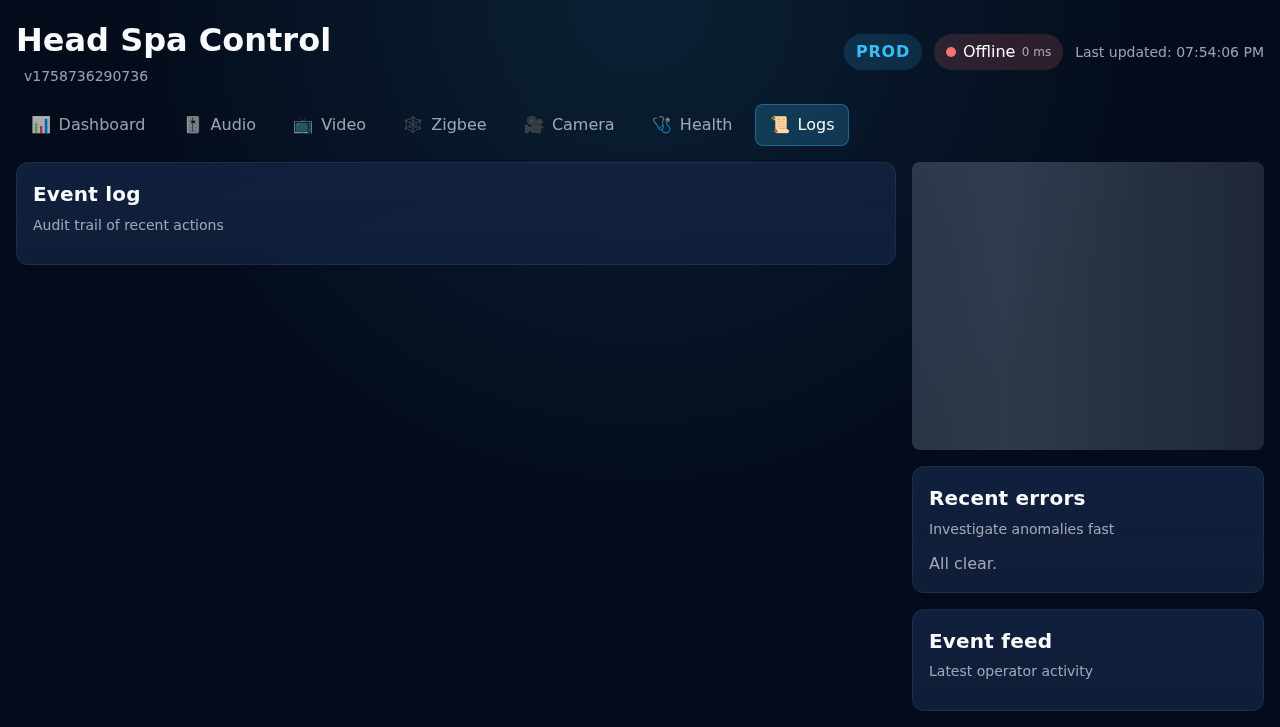 Head Spa Control
v1758736290736
PROD
Offline 0 ms
Last updated: 07:54:06 PM
📊 Dashboard
🎚 Audio
📺 Video
🕸 Zigbee
🎥 Camera
🩺 Health
📜 Logs
Event log
Audit trail of recent actions
Recent errors
Investigate anomalies fast
All clear.
Event feed
Latest operator activity